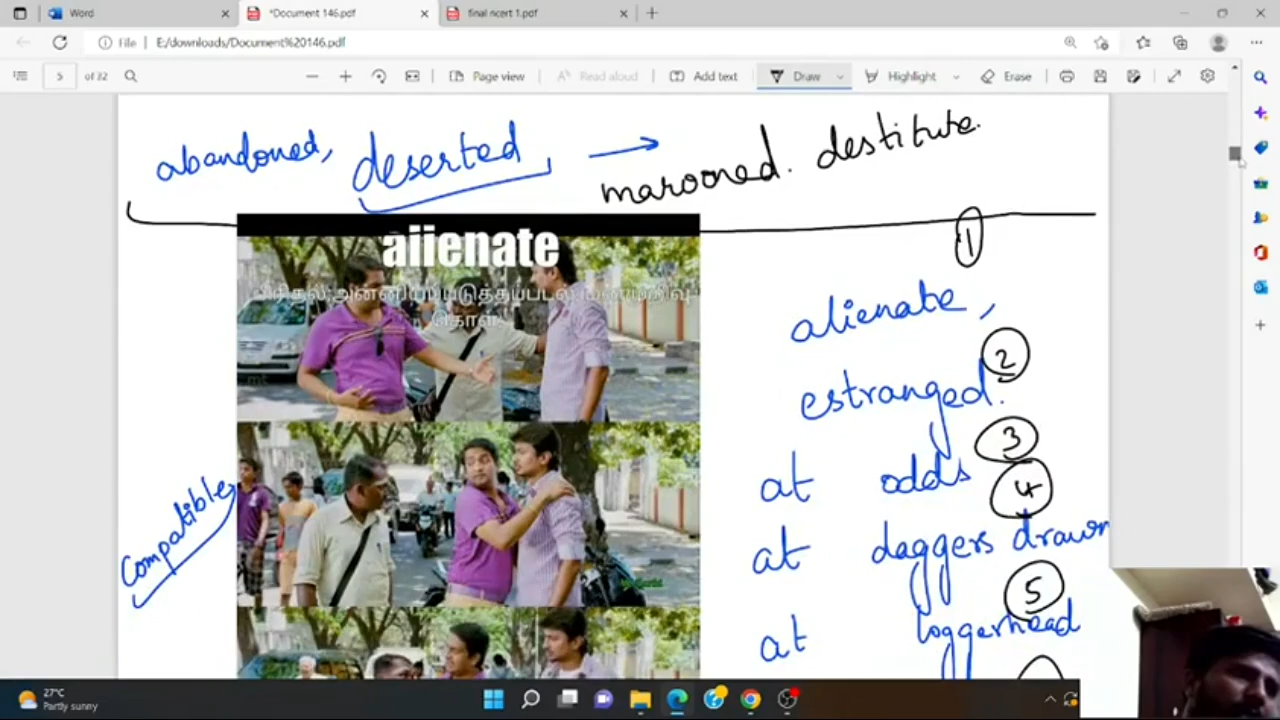 Word
*Document 146.pdf
final ncert 1.pdf
File
E:/downloads/Document%20146.pdf
5 of 32
Page view
Read aloud
Add text
Draw
Highlight
Erase
abandoned, deserted → marooned. destitute.
aiienate
1
alienate,
2
estranged.
3
at odds
4
at daggers drawn
5
at loggerhead
Compatible
27°C
Partly sunny